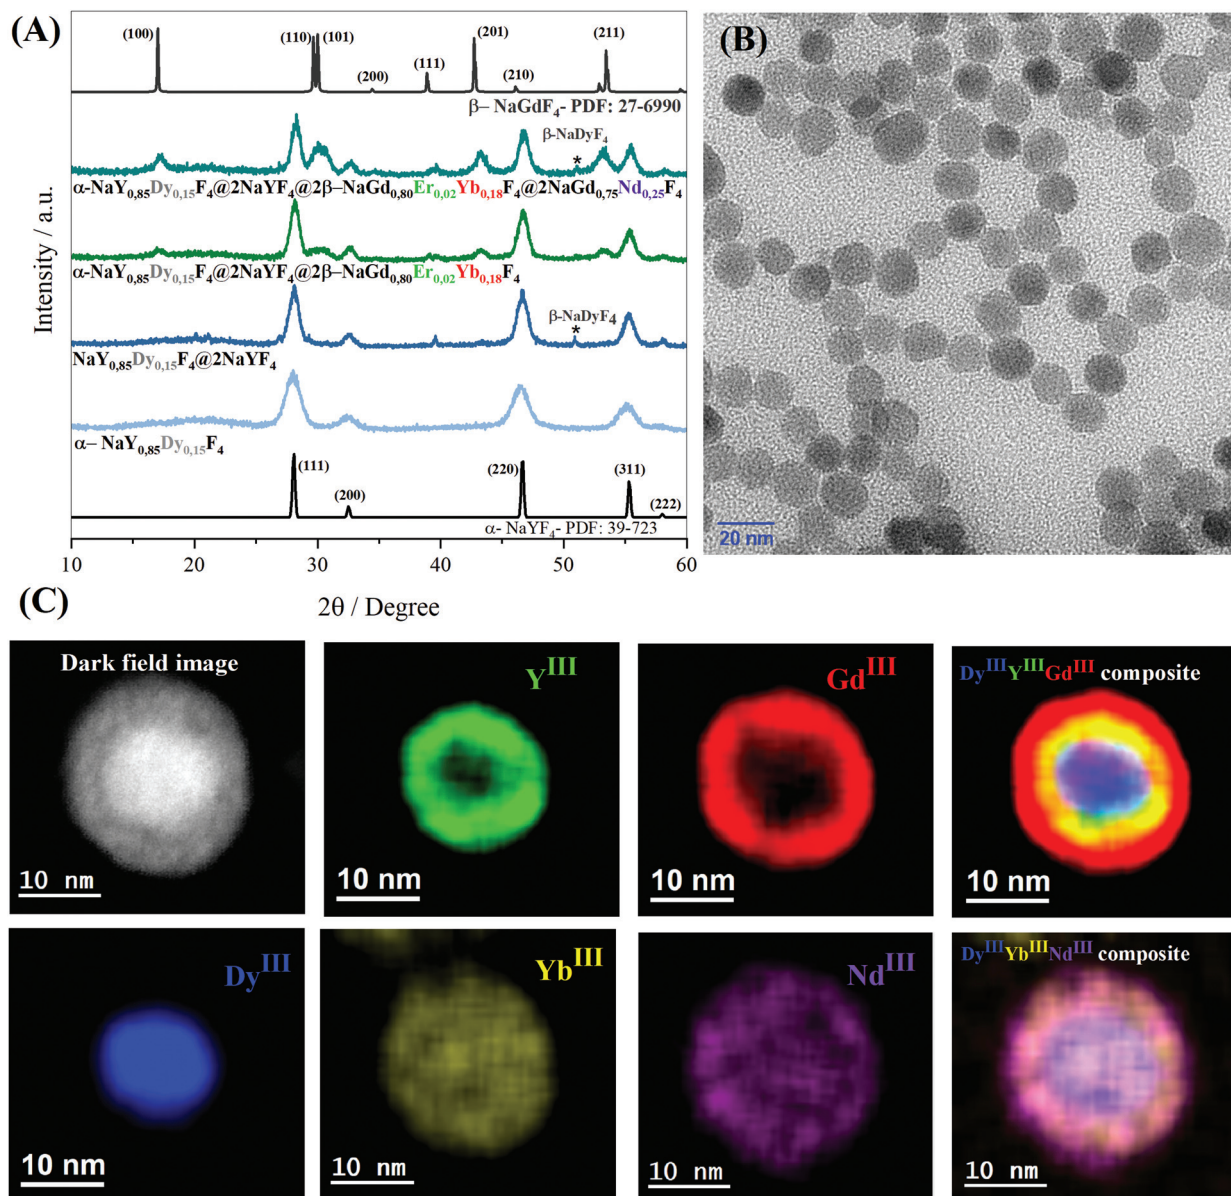 (A)
(100)
(110)
(101)
(200)
(111)
(201)
(210)
(211)
β– NaGdF₄- PDF: 27-6990
β-NaDyF₄
*
α-NaY₀,₈₅Dy₀,₁₅F₄@2NaYF₄@2β–NaGd₀,₈₀Er₀,₀₂Yb₀,₁₈F₄@2NaGd₀,₇₅Nd₀,₂₅F₄
α-NaY₀,₈₅Dy₀,₁₅F₄@2NaYF₄@2β–NaGd₀,₈₀Er₀,₀₂Yb₀,₁₈F₄
β-NaDyF₄
*
NaY₀,₈₅Dy₀,₁₅F₄@2NaYF₄
α– NaY₀,₈₅Dy₀,₁₅F₄
(111)
(200)
(220)
(311)
(222)
α- NaYF₄- PDF: 39-723
10 20 30 40 50 60
2θ / Degree
Intensity / a.u.
(B)
20 nm
(C)
Dark field image
10 nm
Yᴵᴵᴵ
10 nm
Gdᴵᴵᴵ
10 nm
DyᴵᴵᴵYᴵᴵᴵGdᴵᴵᴵ composite
10 nm
Dyᴵᴵᴵ
10 nm
Ybᴵᴵᴵ
10 nm
Ndᴵᴵᴵ
10 nm
DyᴵᴵᴵYbᴵᴵᴵNdᴵᴵᴵ composite
10 nm